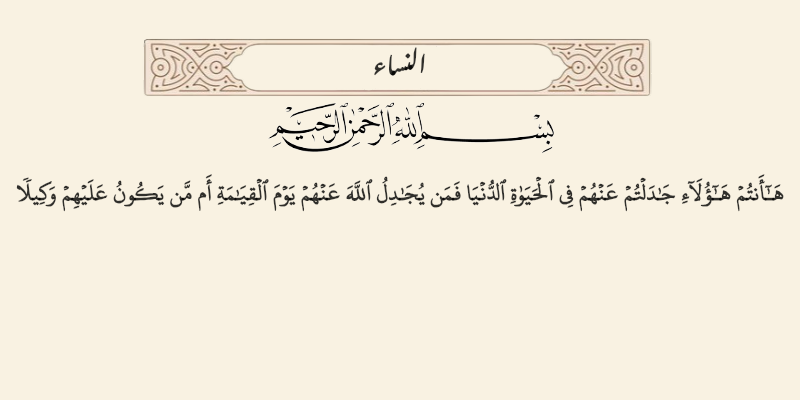 النساء
بِسْمِ ٱللَّهِ ٱلرَّحْمَٰنِ ٱلرَّحِيمِ
هَـٰٓأَنتُمْ هَـٰٓؤُلَآءِ جَـٰدَلْتُمْ عَنْهُمْ فِى ٱلْحَيَوٰةِ ٱلدُّنْيَا فَمَن يُجَـٰدِلُ ٱللَّهَ عَنْهُمْ يَوْمَ ٱلْقِيَـٰمَةِ أَم مَّن يَكُونُ عَلَيْهِمْ وَكِيلًا